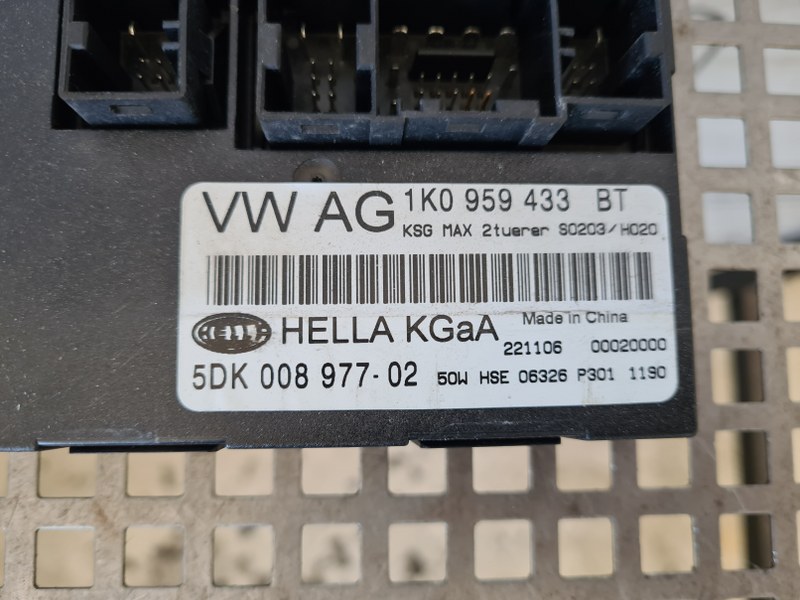 VW AG 1K0 959 433 BT
KSG MAX 2tuerer S0203/H020
HELLA HELLA KGaA Made in China
221106 00020000
5DK 008 977-02 50W HSE 06326 P301 1190